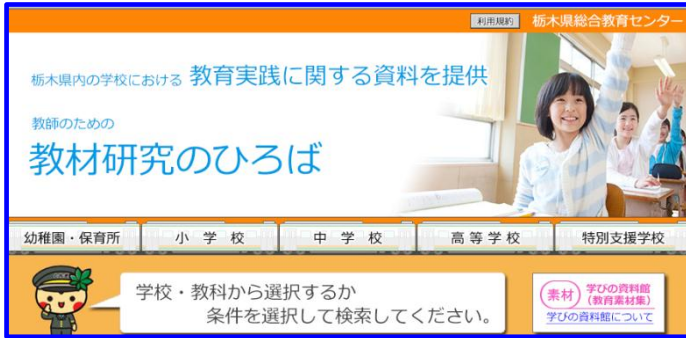 利用規約 栃木県総合教育センター
栃木県内の学校における 教育実践に関する資料を提供
教師のための
教材研究のひろば
幼稚園・保育所 小学校 中学校 高等学校 特別支援学校
学校・教科から選択するか
条件を選択して検索してください。
素材 学びの資料館
(教育素材集)
学びの資料館について